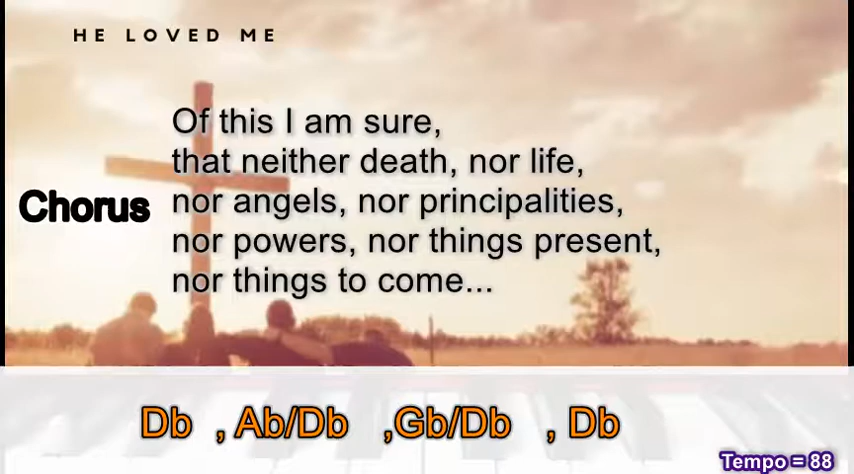 HE LOVED ME
Of this I am sure,
that neither death, nor life,
Chorus
nor angels, nor principalities,
nor powers, nor things present,
nor things to come...
Db , Ab/Db ,Gb/Db , Db
Tempo = 88